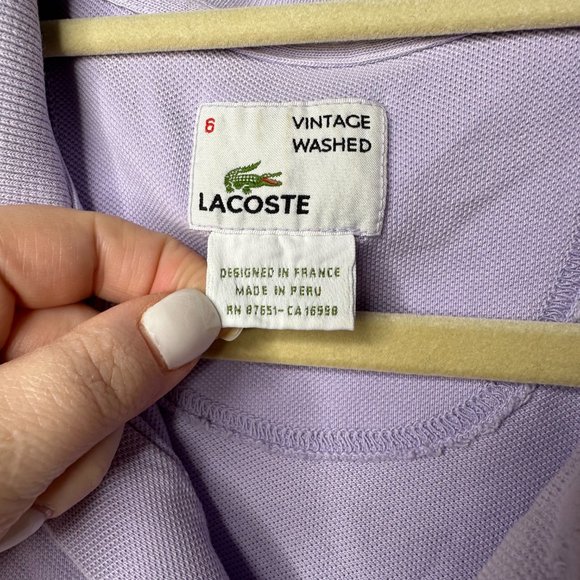 6
VINTAGE
WASHED
LACOSTE
DESIGNED IN FRANCE
MADE IN PERU
RN 87651-CA 16998